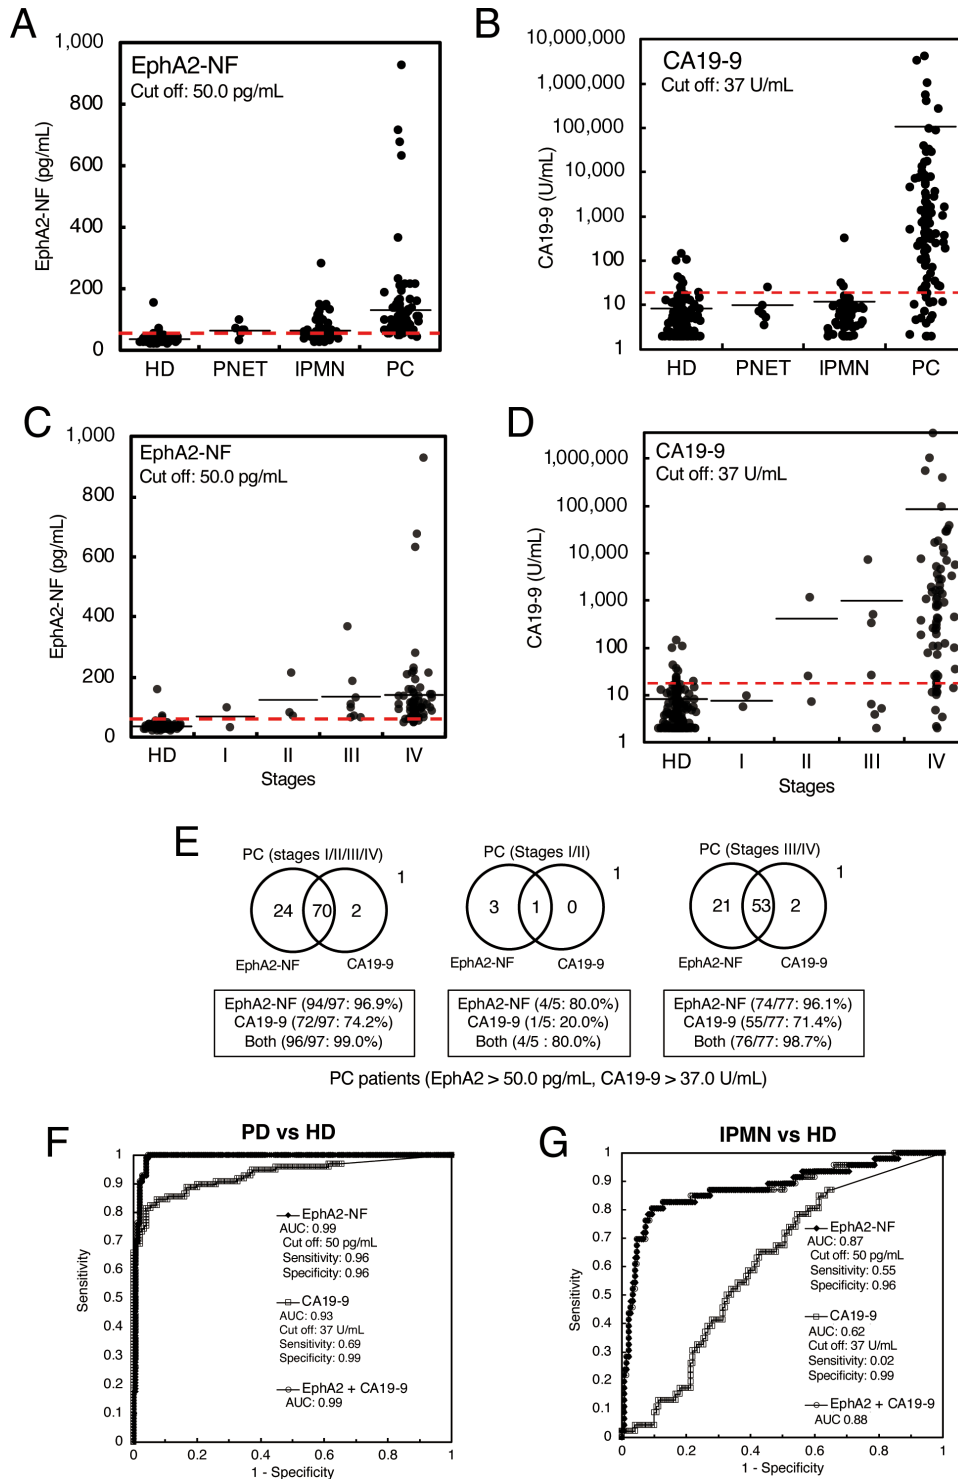 A
EphA2-NF
Cut off: 50.0 pg/mL
EphA2-NF (pg/mL)
1,000
800
600
400
200
0
HD PNET IPMN PC
B
CA19-9
Cut off: 37 U/mL
CA19-9 (U/mL)
10,000,000
1,000,000
100,000
10,000
1,000
100
10
1
HD PNET IPMN PC
C
EphA2-NF
Cut off: 50.0 pg/mL
EphA2-NF (pg/mL)
1,000
800
600
400
200
0
HD I II III IV
Stages
D
CA19-9
Cut off: 37 U/mL
CA19-9 (U/mL)
1,000,000
100,000
10,000
1,000
100
10
1
HD I II III IV
Stages
E
PC (stages I/II/III/IV)
1
24 70 2
EphA2-NF CA19-9
EphA2-NF (94/97: 96.9%)
CA19-9 (72/97: 74.2%)
Both (96/97: 99.0%)
PC (Stages I/II)
1
3 1 0
EphA2-NF CA19-9
EphA2-NF (4/5: 80.0%)
CA19-9 (1/5: 20.0%)
Both (4/5 : 80.0%)
PC (Stages III/IV)
1
21 53 2
EphA2-NF CA19-9
EphA2-NF (74/77: 96.1%)
CA19-9 (55/77: 71.4%)
Both (76/77: 98.7%)
PC patients (EphA2 > 50.0 pg/mL, CA19-9 > 37.0 U/mL)
F
PD vs HD
Sensitivity
1
0.9
0.8
0.7
0.6
0.5
0.4
0.3
0.2
0.1
0
EphA2-NF
AUC: 0.99
Cut off: 50 pg/mL
Sensitivity: 0.96
Specificity: 0.96
CA19-9
AUC: 0.93
Cut off: 37 U/mL
Sensitivity: 0.69
Specificity: 0.99
EphA2 + CA19-9
AUC: 0.99
0 0.2 0.4 0.6 0.8 1
1 - Specificity
G
IPMN vs HD
Sensitivity
1
0.9
0.8
0.7
0.6
0.5
0.4
0.3
0.2
0.1
0
EphA2-NF
AUC: 0.87
Cut off: 50 pg/mL
Sensitivity: 0.55
Specificity: 0.96
CA19-9
AUC: 0.62
Cut off: 37 U/mL
Sensitivity: 0.02
Specificity: 0.99
EphA2 + CA19-9
AUC 0.88
0 0.2 0.4 0.6 0.8 1
1 - Specificity